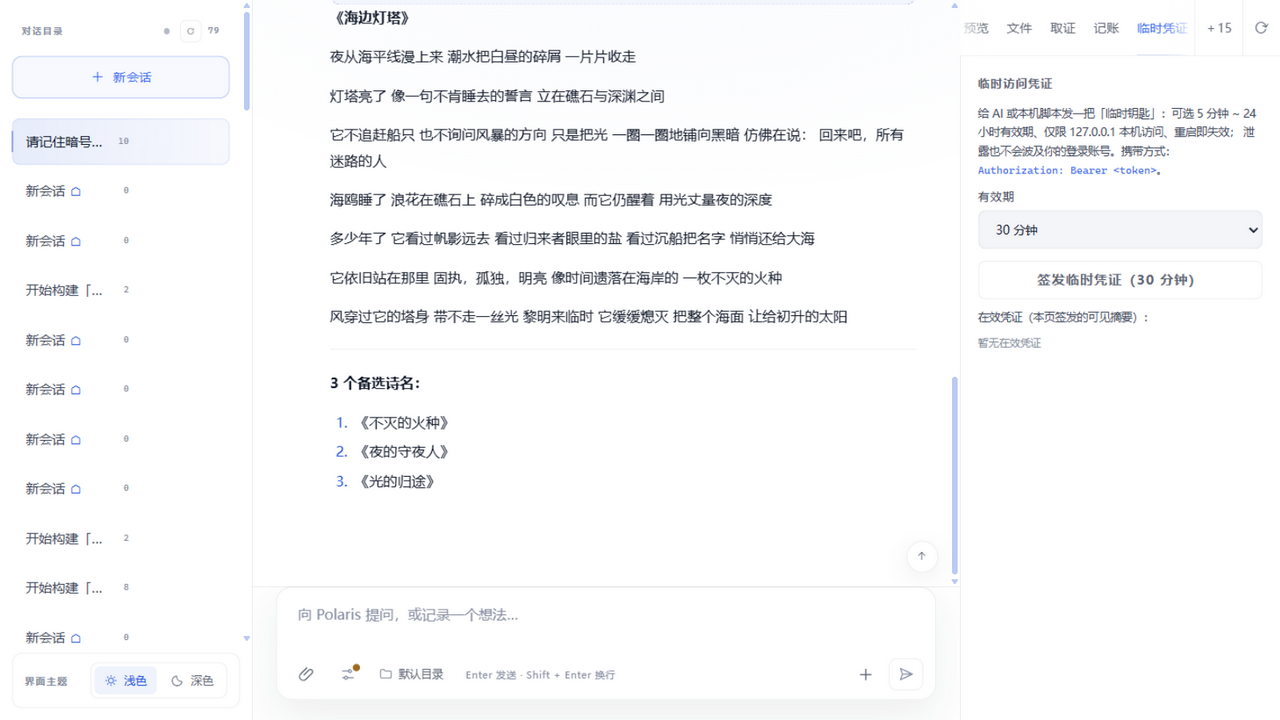 对话目录
79
+ 新会话
请记住暗号... 10
新会话 0
新会话 0
开始构建「... 2
新会话 0
新会话 0
新会话 0
新会话 0
开始构建「... 2
开始构建「... 8
新会话 0
界面主题
浅色
深色
《海边灯塔》
夜从海平线漫上来 潮水把白昼的碎屑 一片片收走
灯塔亮了 像一句不肯睡去的誓言 立在礁石与深渊之间
它不追赶船只 也不询问风暴的方向 只是把光 一圈一圈地铺向黑暗 仿佛在说： 回来吧，所有
迷路的人
海鸥睡了 浪花在礁石上 碎成白色的叹息 而它仍醒着 用光丈量夜的深度
多少年了 它看过帆影远去 看过归来者眼里的盐 看过沉船把名字 悄悄还给大海
它依旧站在那里 固执，孤独，明亮 像时间遗落在海岸的 一枚不灭的火种
风穿过它的塔身 带不走一丝光 黎明来临时 它缓缓熄灭 把整个海面 让给初升的太阳
3 个备选诗名：
1. 《不灭的火种》
2. 《夜的守夜人》
3. 《光的归途》
向 Polaris 提问，或记录一个想法...
默认目录
Enter 发送 · Shift + Enter 换行
预览 文件 取证 记账 临时凭证 +15
临时访问凭证
给 AI 或本机脚本发一把「临时钥匙」：可选 5 分钟 ~ 24
小时有效期、仅限 127.0.0.1 本机访问、重启即失效； 泄
露也不会波及你的登录账号。携带方式：
Authorization: Bearer <token>。
有效期
30 分钟
签发临时凭证（30 分钟）
在效凭证（本页签发的可见摘要）：
暂无在效凭证